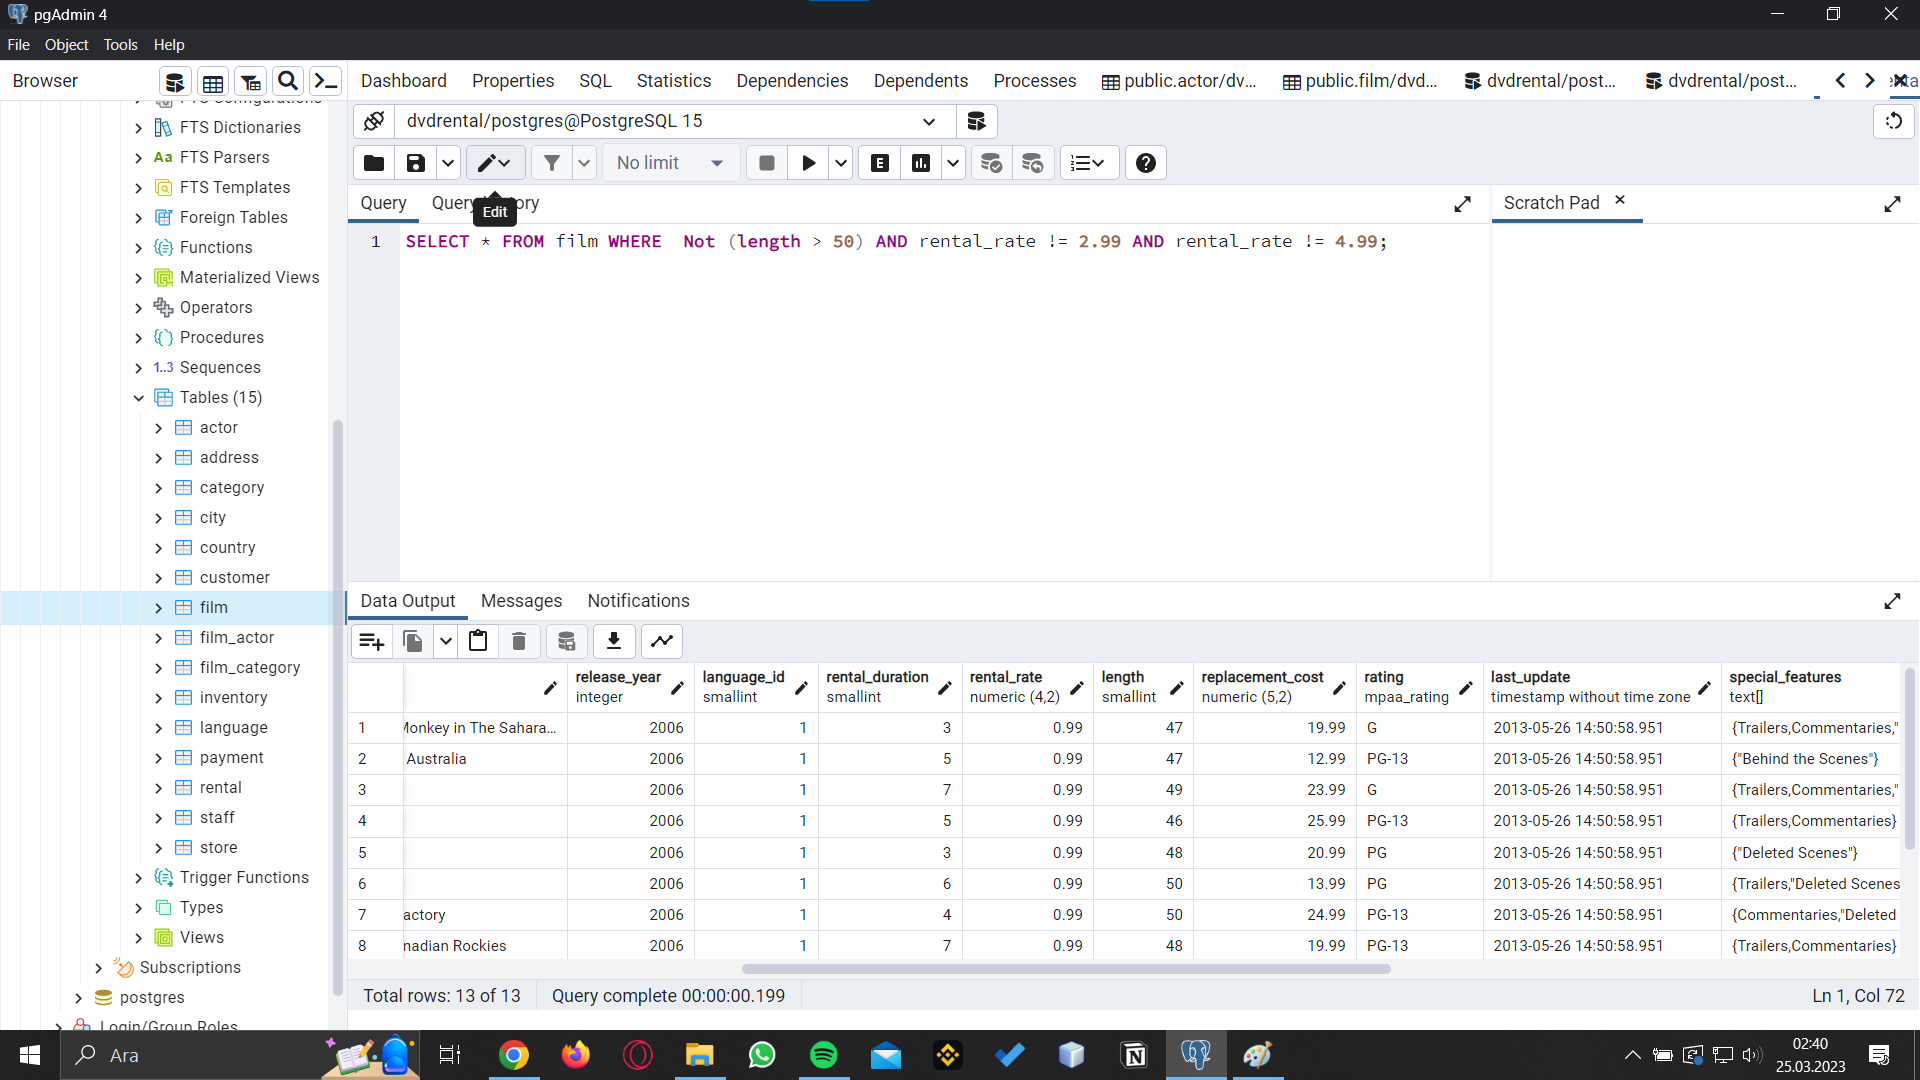 pgAdmin 4
File Object Tools Help
Browser
Dashboard Properties SQL Statistics Dependencies Dependents Processes public.actor/dv... public.film/dvd... dvdrental/post... dvdrental/post...
FTS Configurations
FTS Dictionaries
Aa FTS Parsers
FTS Templates
Foreign Tables
Functions
Materialized Views
Operators
Procedures
1..3 Sequences
Tables (15)
actor
address
category
city
country
customer
film
film_actor
film_category
inventory
language
payment
rental
staff
store
Trigger Functions
Types
Views
Subscriptions
postgres
Login/Group Roles
dvdrental/postgres@PostgreSQL 15
No limit
E
Query Query ory
Edit
Scratch Pad
1 SELECT * FROM film WHERE Not (length > 50) AND rental_rate != 2.99 AND rental_rate != 4.99;
Data Output Messages Notifications
release_year language_id rental_duration rental_rate length replacement_cost rating last_update special_features
integer smallint smallint numeric (4,2) smallint numeric (5,2) mpaa_rating timestamp without time zone text[]
1 Monkey in The Sahara... 2006 1 3 0.99 47 19.99 G 2013-05-26 14:50:58.951 {Trailers,Commentaries,"
2 Australia 2006 1 5 0.99 47 12.99 PG-13 2013-05-26 14:50:58.951 {"Behind the Scenes"}
3 2006 1 7 0.99 49 23.99 G 2013-05-26 14:50:58.951 {Trailers,Commentaries,"
4 2006 1 5 0.99 46 25.99 PG-13 2013-05-26 14:50:58.951 {Trailers,Commentaries}
5 2006 1 3 0.99 48 20.99 PG 2013-05-26 14:50:58.951 {"Deleted Scenes"}
6 2006 1 6 0.99 50 13.99 PG 2013-05-26 14:50:58.951 {Trailers,"Deleted Scenes
7 actory 2006 1 4 0.99 50 24.99 PG-13 2013-05-26 14:50:58.951 {Commentaries,"Deleted
8 nadian Rockies 2006 1 7 0.99 48 19.99 PG-13 2013-05-26 14:50:58.951 {Trailers,Commentaries}
Total rows: 13 of 13 Query complete 00:00:00.199 Ln 1, Col 72
Ara
02:40
25.03.2023